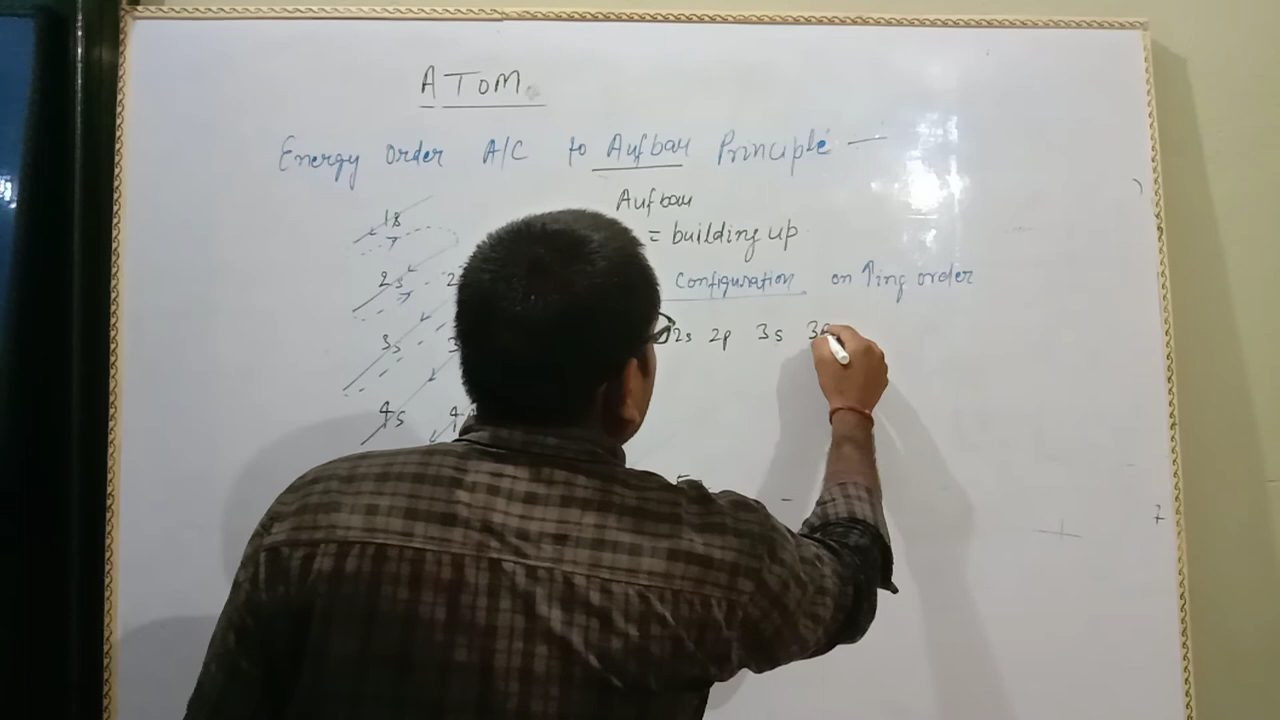 ATOM
Energy Order A/C to Aufbau Principle —
1s
Aufbau
= building up
2s 2
Configuration on ↑ing order
3s 3
2s 2p 3s 3p
4s 4